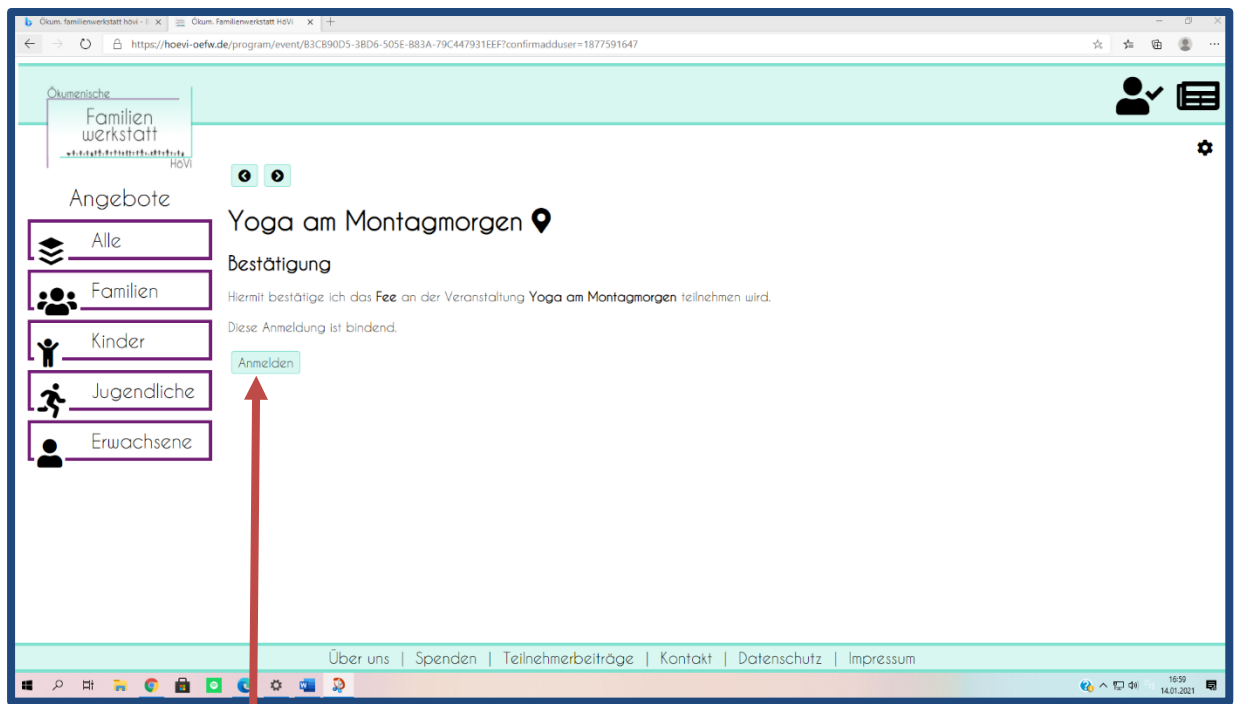 Ökum. familienwerkstatt hövi - 
Ökum. Familienwerkstatt HöVi
https://hoevi-oefw.de/program/event/B3CB90D5-3BD6-505E-B83A-79C447931EEF?confirmadduser=1877591647
Ökumenische
Familien
werkstatt
HöVi
Angebote
Alle
Familien
Kinder
Jugendliche
Erwachsene
Yoga am Montagmorgen
Bestätigung
Hiermit bestätige ich das Fee an der Veranstaltung Yoga am Montagmorgen teilnehmen wird.
Diese Anmeldung ist bindend.
Anmelden
Über uns | Spenden | Teilnehmerbeiträge | Kontakt | Datenschutz | Impressum
16:59
14.01.2021